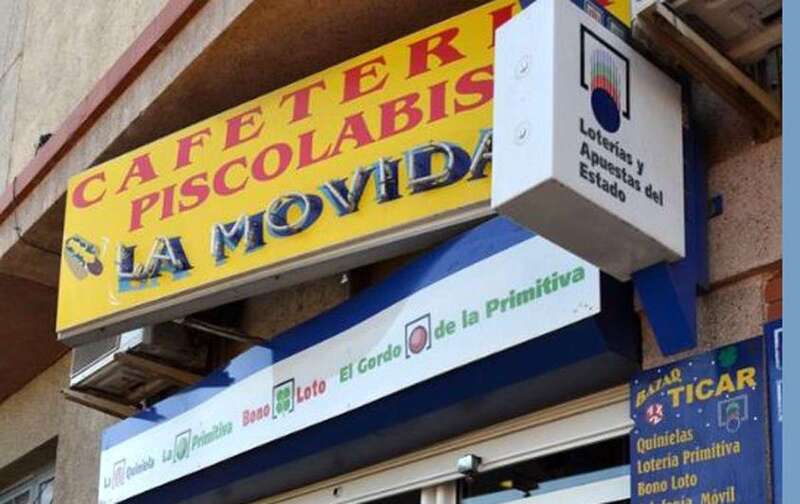 CAFETERI
PISCOLABIS
LA MOVIDA
Loterías y
Apuestas del
Estado
La Quiniela
La Primitiva
Bono Loto
El Gordo de la Primitiva
BAZAR
TICAR
Quinielas
Lotería Primitiva
Bono Loto
Móvil